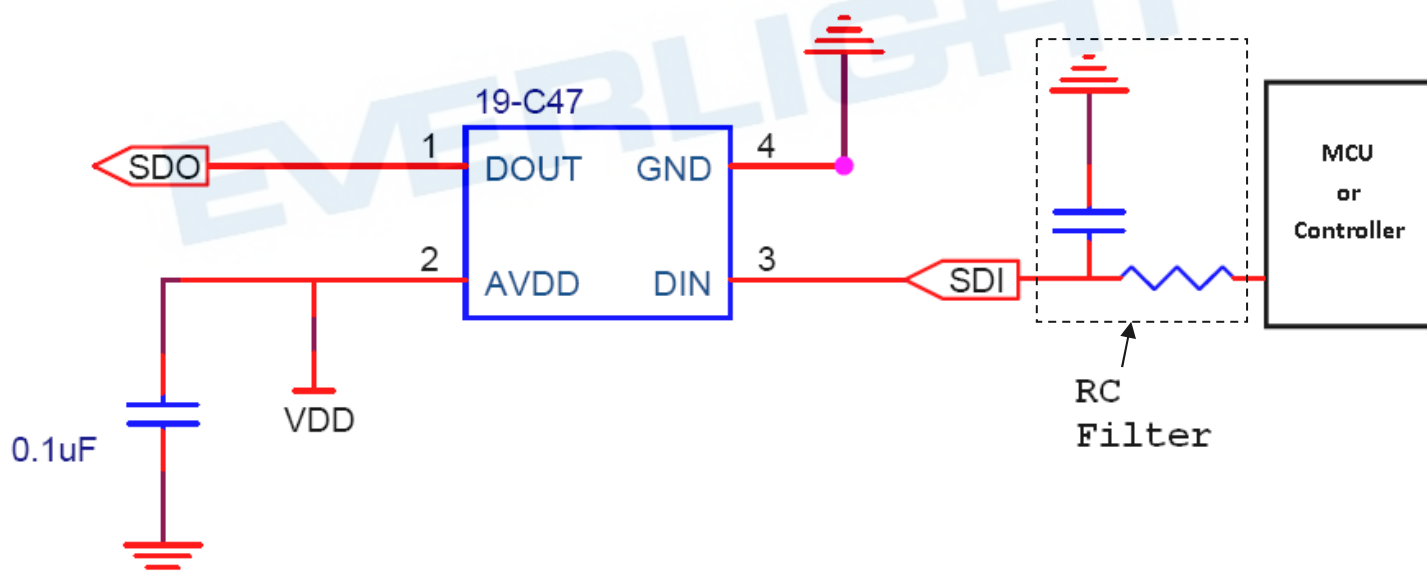 EVERLIGHT
19-C47
SDO
1
DOUT
GND
4
2
AVDD
DIN
3
SDI
MCU
or
Controller
VDD
0.1uF
RC
Filter